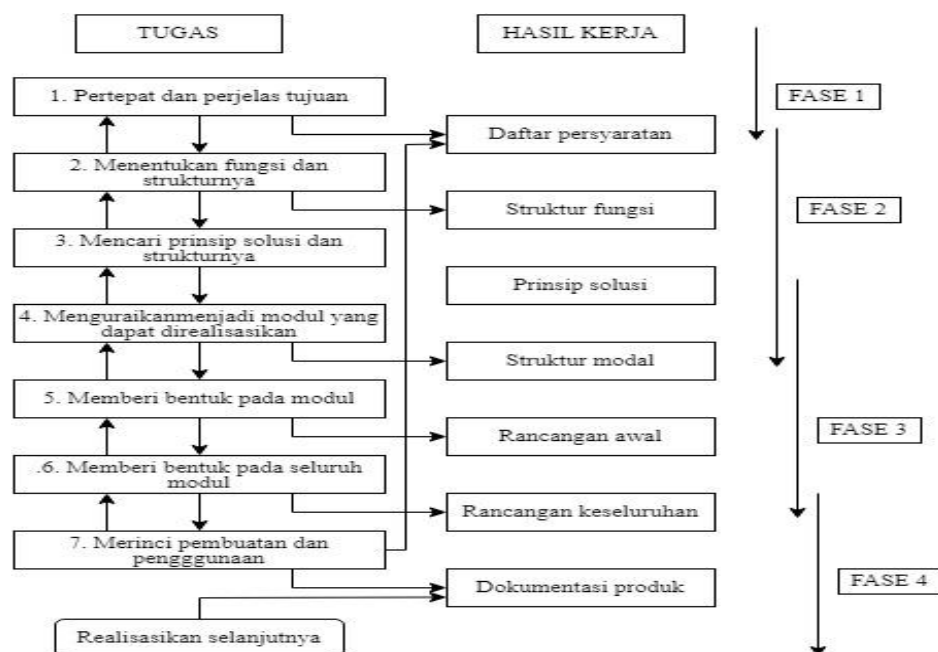 TUGAS
HASIL KERJA
1. Pertepat dan perjelas tujuan
FASE 1
Daftar persyaratan
2. Menentukan fungsi dan
strukturnya
Struktur fungsi
FASE 2
3. Mencari prinsip solusi dan
strukturnya
Prinsip solusi
4. Menguraikanmenjadi modul yang
dapat direalisasikan
Struktur modal
5. Memberi bentuk pada modul
Rancangan awal
FASE 3
.6. Memberi bentuk pada seluruh
modul
Rancangan keseluruhan
7. Merinci pembuatan dan
pengggunaan
Dokumentasi produk
FASE 4
Realisasikan selanjutnya